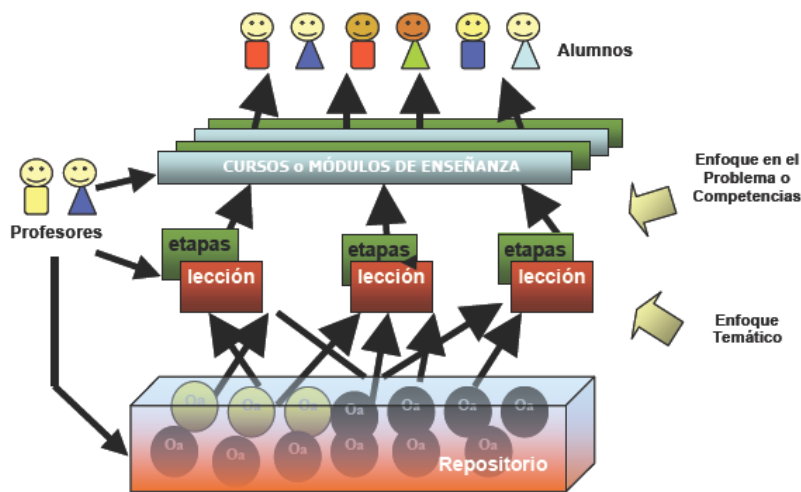 Alumnos
CURSOS o MÓDULOS DE ENSEÑANZA
Enfoque en el
Problema o
Competencias
Profesores
etapas
lección
etapas
lección
etapas
lección
Enfoque
Temático
Oa
Oa
Oa
Oa
Oa
Oa
Oa
Oa
Oa
Oa
Oa
Oa
Oa
Repositorio